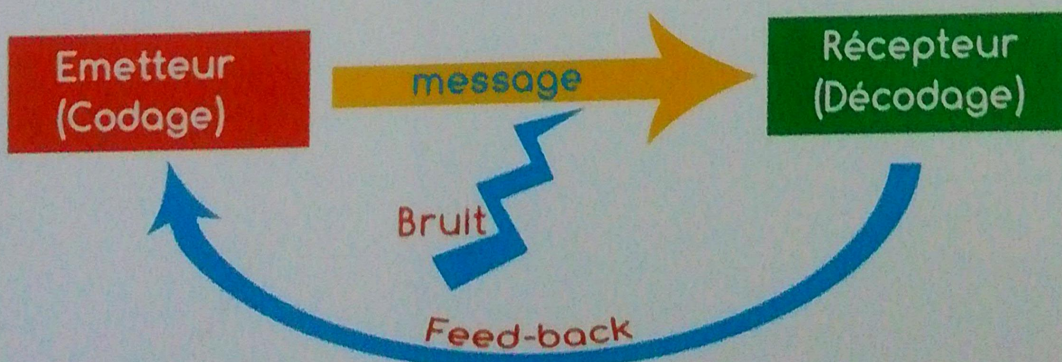 Emetteur
(Codage)
message
Récepteur
(Décodage)
Bruit
Feed-back